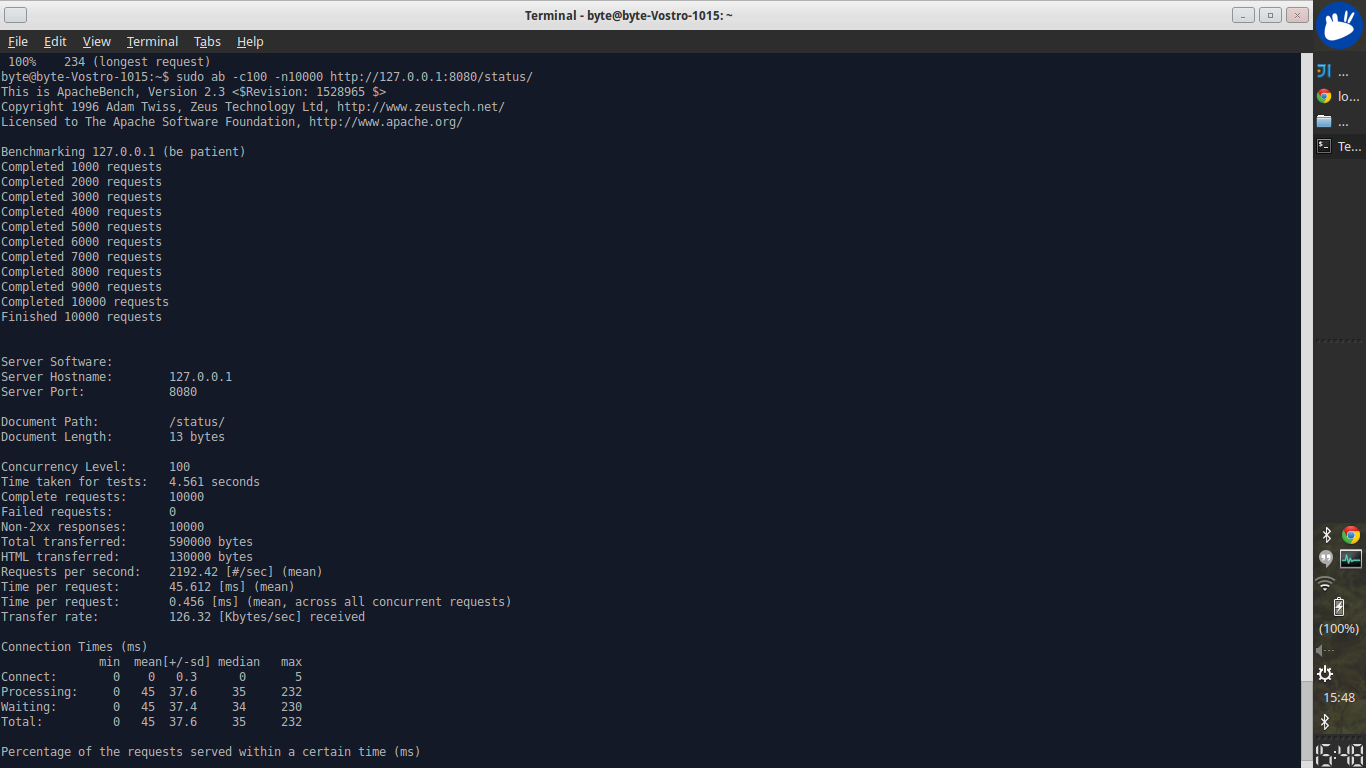 Terminal - byte@byte-Vostro-1015: ~
File Edit View Terminal Tabs Help
100% 234 (longest request)
byte@byte-Vostro-1015:~$ sudo ab -c100 -n10000 http://127.0.0.1:8080/status/
This is ApacheBench, Version 2.3 <$Revision: 1528965 $>
Copyright 1996 Adam Twiss, Zeus Technology Ltd, http://www.zeustech.net/
Licensed to The Apache Software Foundation, http://www.apache.org/

Benchmarking 127.0.0.1 (be patient)
Completed 1000 requests
Completed 2000 requests
Completed 3000 requests
Completed 4000 requests
Completed 5000 requests
Completed 6000 requests
Completed 7000 requests
Completed 8000 requests
Completed 9000 requests
Completed 10000 requests
Finished 10000 requests

Server Software:
Server Hostname: 127.0.0.1
Server Port: 8080

Document Path: /status/
Document Length: 13 bytes

Concurrency Level: 100
Time taken for tests: 4.561 seconds
Complete requests: 10000
Failed requests: 0
Non-2xx responses: 10000
Total transferred: 590000 bytes
HTML transferred: 130000 bytes
Requests per second: 2192.42 [#/sec] (mean)
Time per request: 45.612 [ms] (mean)
Time per request: 0.456 [ms] (mean, across all concurrent requests)
Transfer rate: 126.32 [Kbytes/sec] received

Connection Times (ms)
min mean[+/-sd] median max
Connect: 0 0 0.3 0 5
Processing: 0 45 37.6 35 232
Waiting: 0 45 37.4 34 230
Total: 0 45 37.6 35 232

Percentage of the requests served within a certain time (ms)
...
lo...
...
Te...
(100%)
15:48
15:48